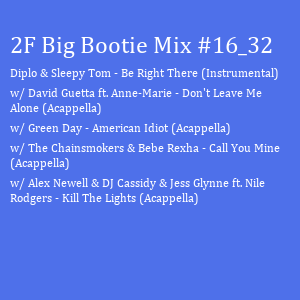 2F Big Bootie Mix #16_32
Diplo & Sleepy Tom - Be Right There (Instrumental)
w/ David Guetta ft. Anne-Marie - Don't Leave Me
Alone (Acappella)
w/ Green Day - American Idiot (Acappella)
w/ The Chainsmokers & Bebe Rexha - Call You Mine
(Acappella)
w/ Alex Newell & DJ Cassidy & Jess Glynne ft. Nile
Rodgers - Kill The Lights (Acappella)